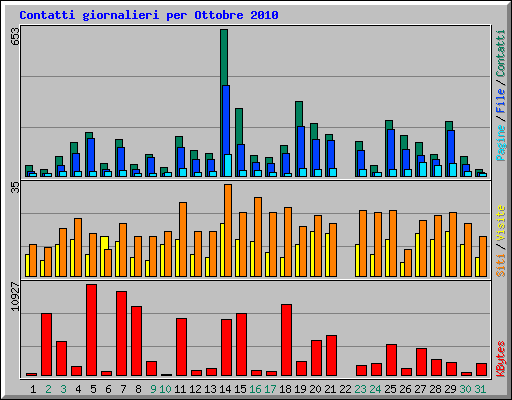 Contatti giornalieri per Ottobre 2010
653
35
10927
Pagine / File / Contatti
Siti / Visite
KBytes
1 2 3 4 5 6 7 8 9 10 11 12 13 14 15 16 17 18 19 20 21 22 23 24 25 26 27 28 29 30 31